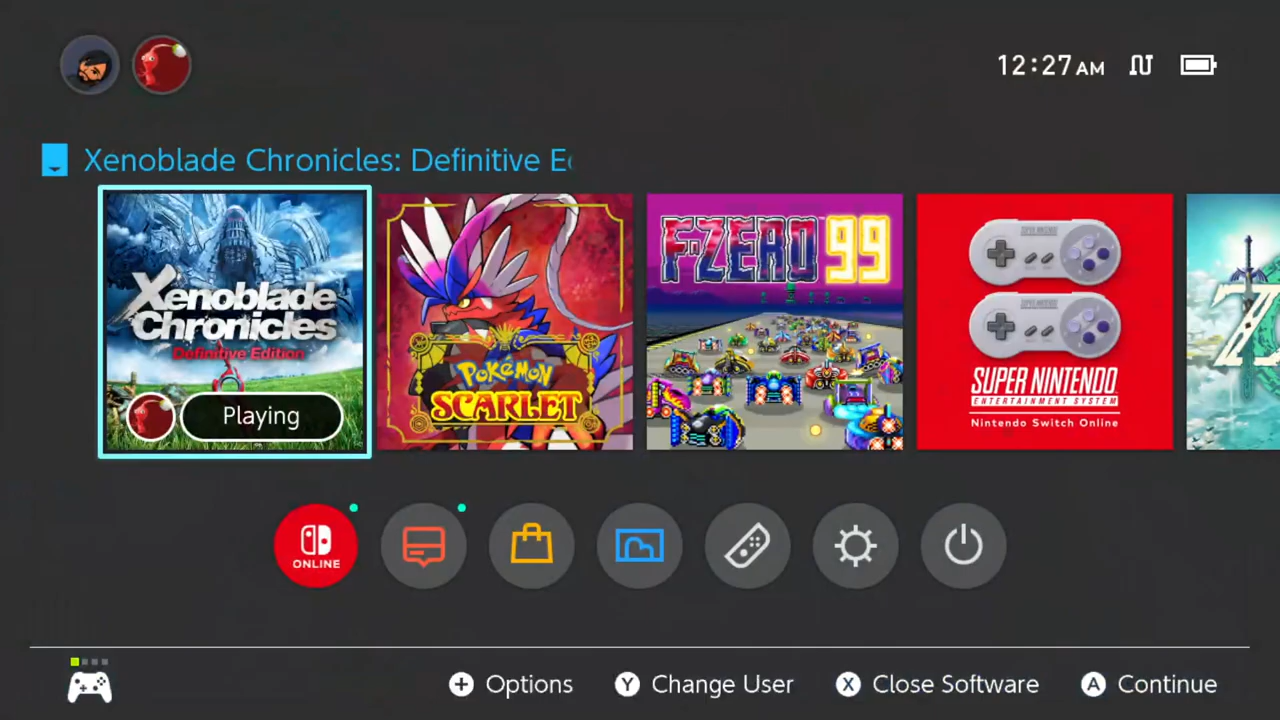 12:27 AM
Xenoblade Chronicles: Definitive E
Xenoblade
Chronicles
Definitive Edition
Playing
POKéMON
SCARLET
F-ZERO 99
SUPER NINTENDO
ENTERTAINMENT SYSTEM
Nintendo Switch Online
Z
ONLINE
+ Options
Y Change User
X Close Software
A Continue